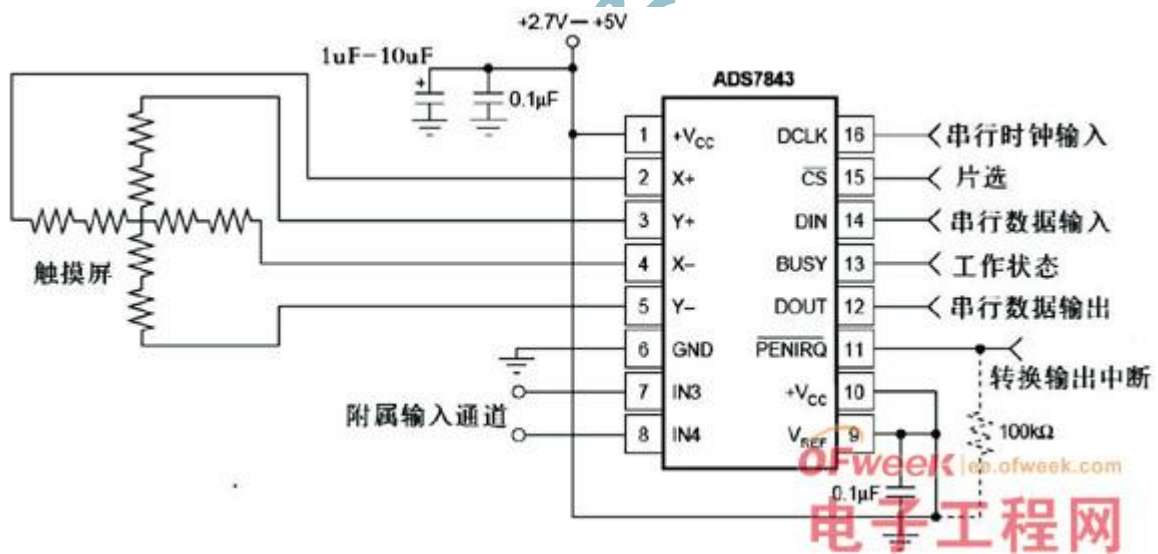 +2.7V — +5V
1uF-10uF
0.1µF
ADS7843
触摸屏
1 +VCC
2 X+
3 Y+
4 X−
5 Y−
6 GND
7 IN3
8 IN4
附属输入通道
DCLK 16 串行时钟输入
CS 15 片选
DIN 14 串行数据输入
BUSY 13 工作状态
DOUT 12 串行数据输出
PENIRQ 11
转换输出中断
+VCC 10
VREF 9
100kΩ
OFweek ee.ofweek.com
0.1µF
电子工程网